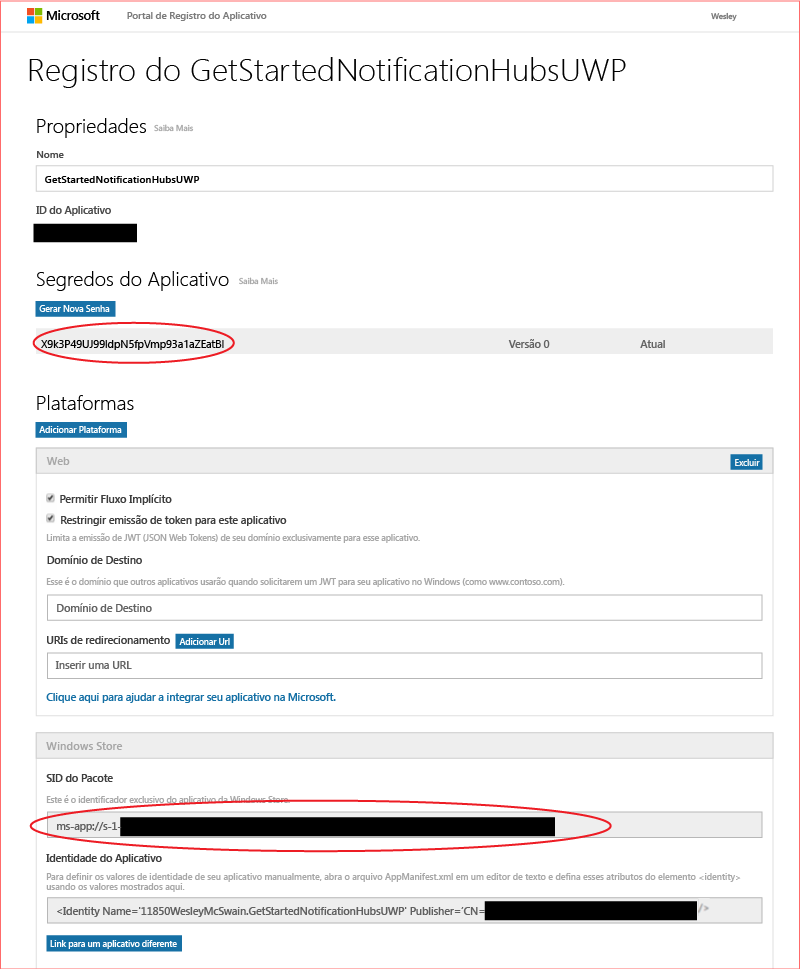 Microsoft Portal de Registro do Aplicativo Wesley
Registro do GetStartedNotificationHubsUWP
Propriedades Saiba Mais
Nome
GetStartedNotificationHubsUWP
ID do Aplicativo
Segredos do Aplicativo Saiba Mais
Gerar Nova Senha
X9k3P49UJ99ldpN5fpVmp93a1aZEatBl Versão 0 Atual
Plataformas
Adicionar Plataforma
Web Excluir
Permitir Fluxo Implícito
Restringir emissão de token para este aplicativo
Limita a emissão de JWT (JSON Web Tokens) de seu domínio exclusivamente para esse aplicativo.
Domínio de Destino
Esse é o domínio que outros aplicativos usarão quando solicitarem um JWT para seu aplicativo no Windows (como www.contoso.com).
Domínio de Destino
URIs de redirecionamento Adicionar Url
Inserir uma URL
Clique aqui para ajudar a integrar seu aplicativo na Microsoft.
Windows Store
SID do Pacote
Este é o identificador exclusivo do aplicativo da Windows Store.
ms-app://s-1-
Identidade do Aplicativo
Para definir os valores de identidade de seu aplicativo manualmente, abra o arquivo AppManifest.xml em um editor de texto e defina esses atributos do elemento <identity>
usando os valores mostrados aqui.
<Identity Name='11850WesleyMcSwain.GetStartedNotificationHubsUWP' Publisher='CN= />
Link para um aplicativo diferente